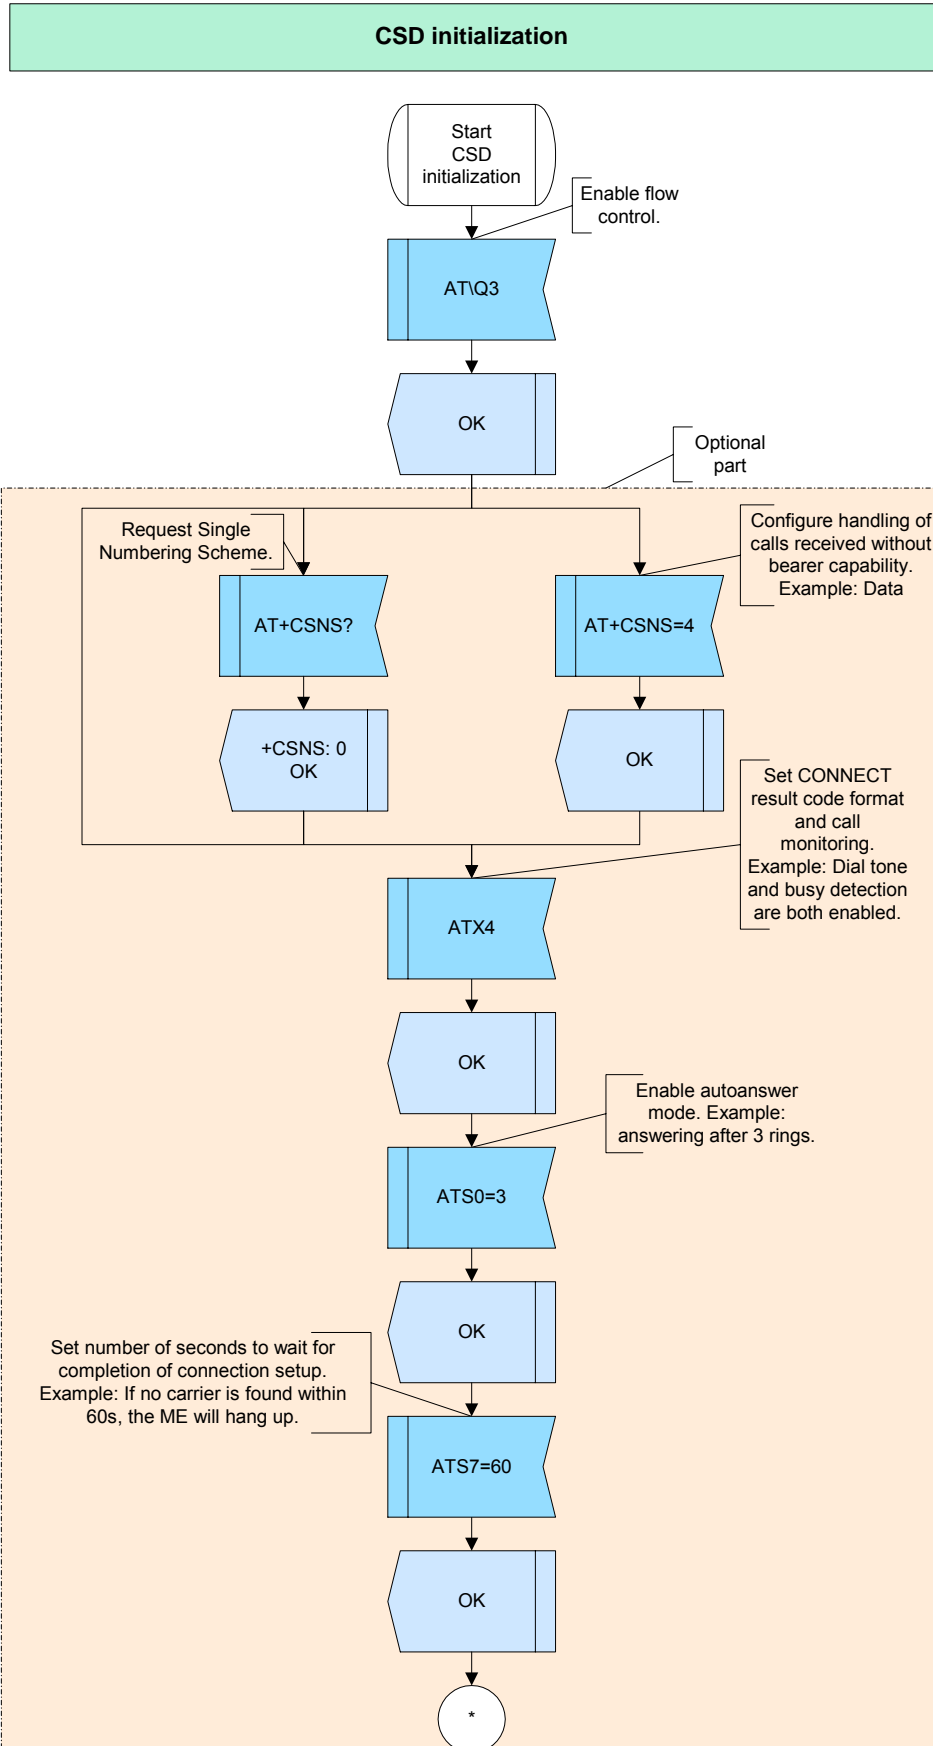 CSD initialization
Start
CSD
initialization
Enable flow
control.
AT\Q3
OK
Optional
part
Request Single
Numbering Scheme.
Configure handling of
calls received without
bearer capability.
Example: Data
AT+CSNS?
AT+CSNS=4
+CSNS: 0
OK
OK
Set CONNECT
result code format
and call
monitoring.
Example: Dial tone
and busy detection
are both enabled.
ATX4
OK
Enable autoanswer
mode. Example:
answering after 3 rings.
ATS0=3
OK
Set number of seconds to wait for
completion of connection setup.
Example: If no carrier is found within
60s, the ME will hang up.
ATS7=60
OK
*